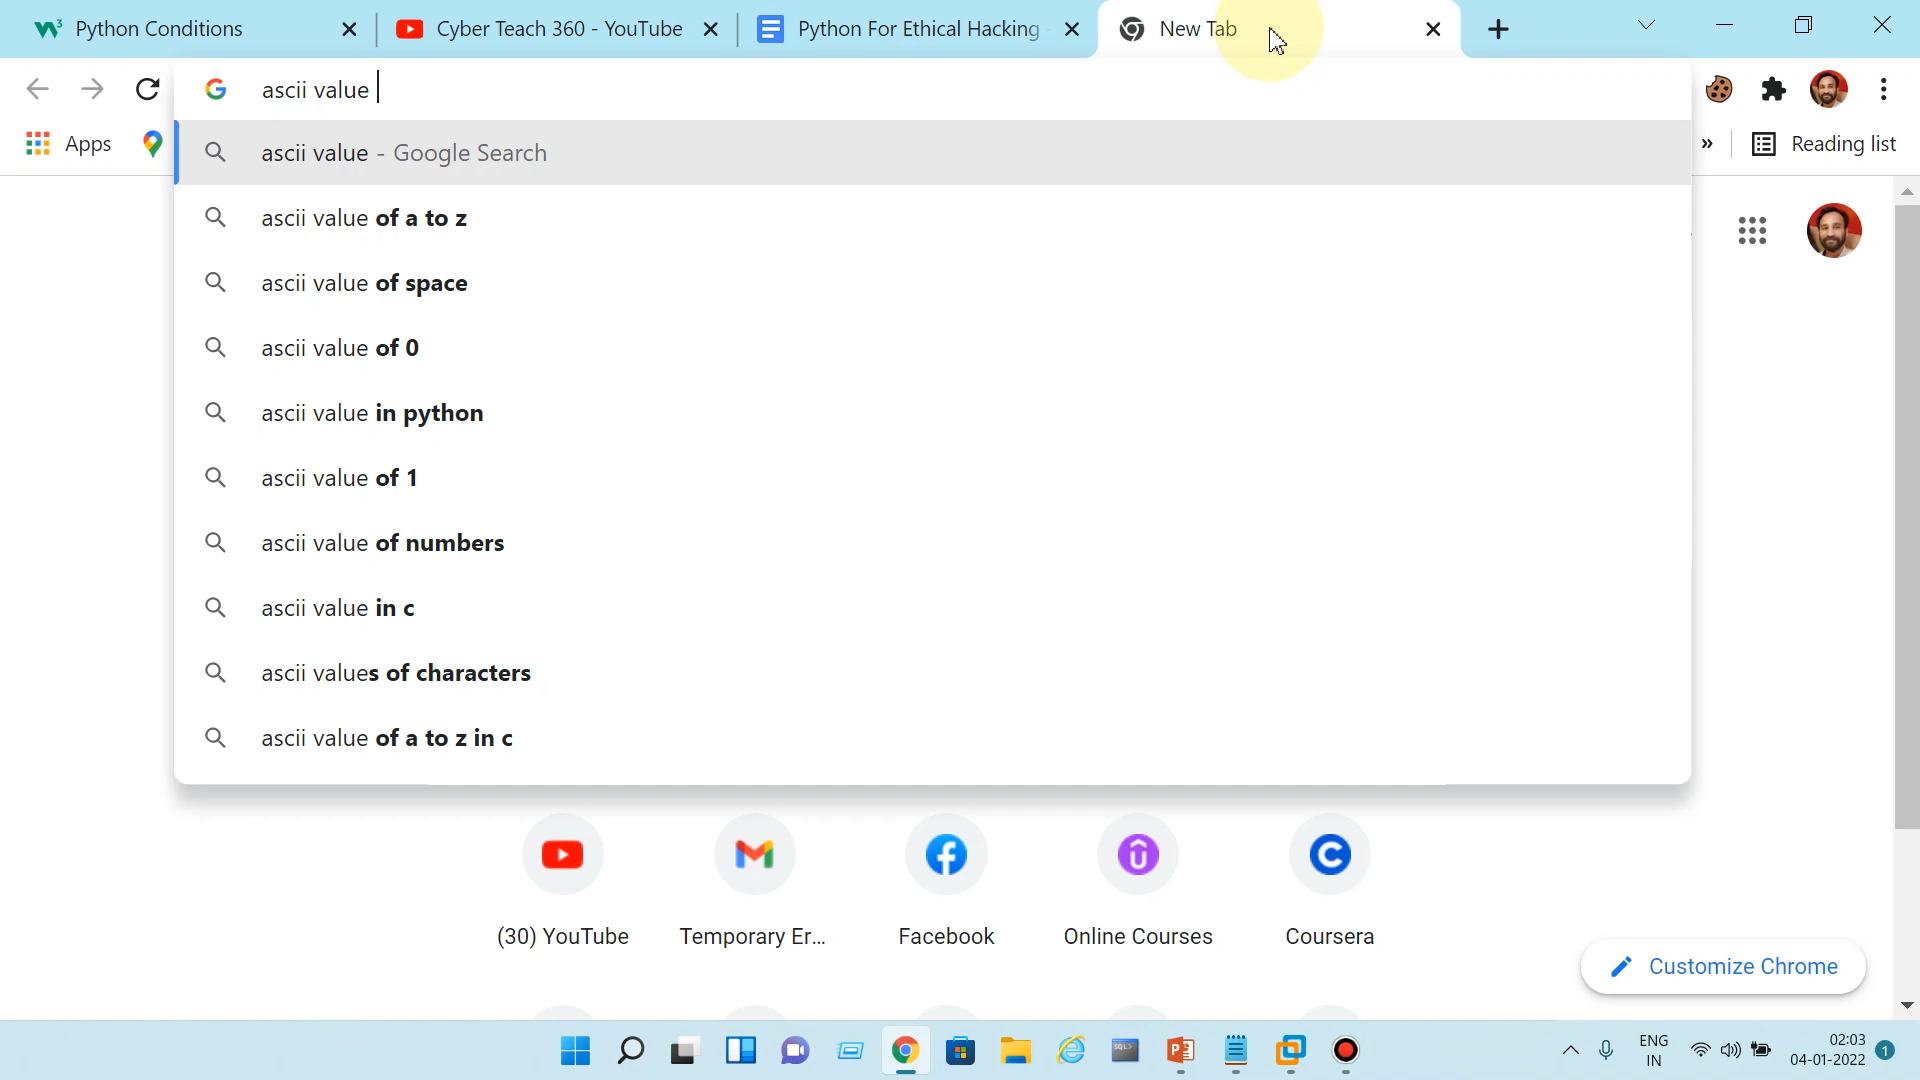 Python Conditions
Cyber Teach 360 - YouTube
Python For Ethical Hacking
New Tab
ascii value
Apps
ascii value - Google Search
Reading list
ascii value of a to z
ascii value of space
ascii value of 0
ascii value in python
ascii value of 1
ascii value of numbers
ascii value in c
ascii values of characters
ascii value of a to z in c
(30) YouTube
Temporary Er...
Facebook
Online Courses
Coursera
Customize Chrome
ENG
IN
02:03
04-01-2022
1